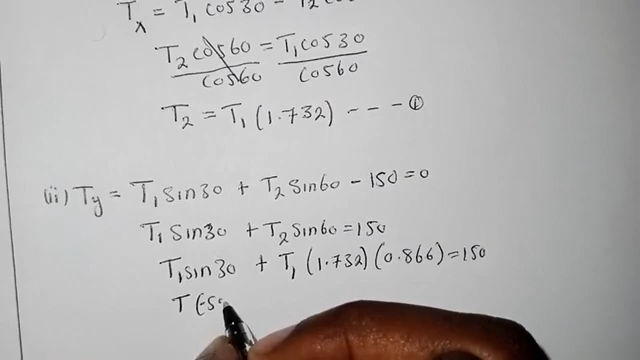 Tx = T1 cos30 - T2 cos
T2 cos60 = T1 cos30
cos60 cos60
T2 = T1 (1.732) --- ①
(ii) Ty = T1 sin30 + T2 sin60 - 150 = 0
T1 sin30 + T2 sin60 = 150
T1 sin30 + T1 (1.732) (0.866) = 150